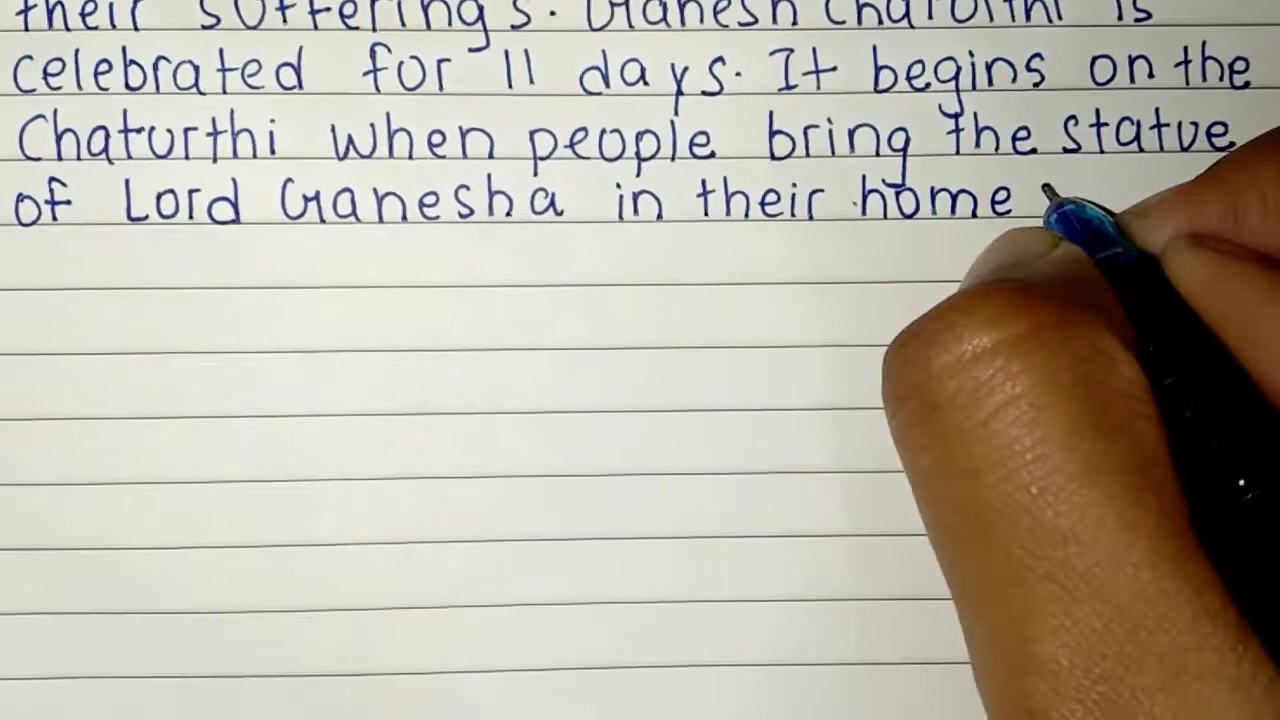 their sufferings. Ganesh Chaturthi is
celebrated for 11 days. It begins on the
Chaturthi when people bring the statue
of Lord Ganesha in their home